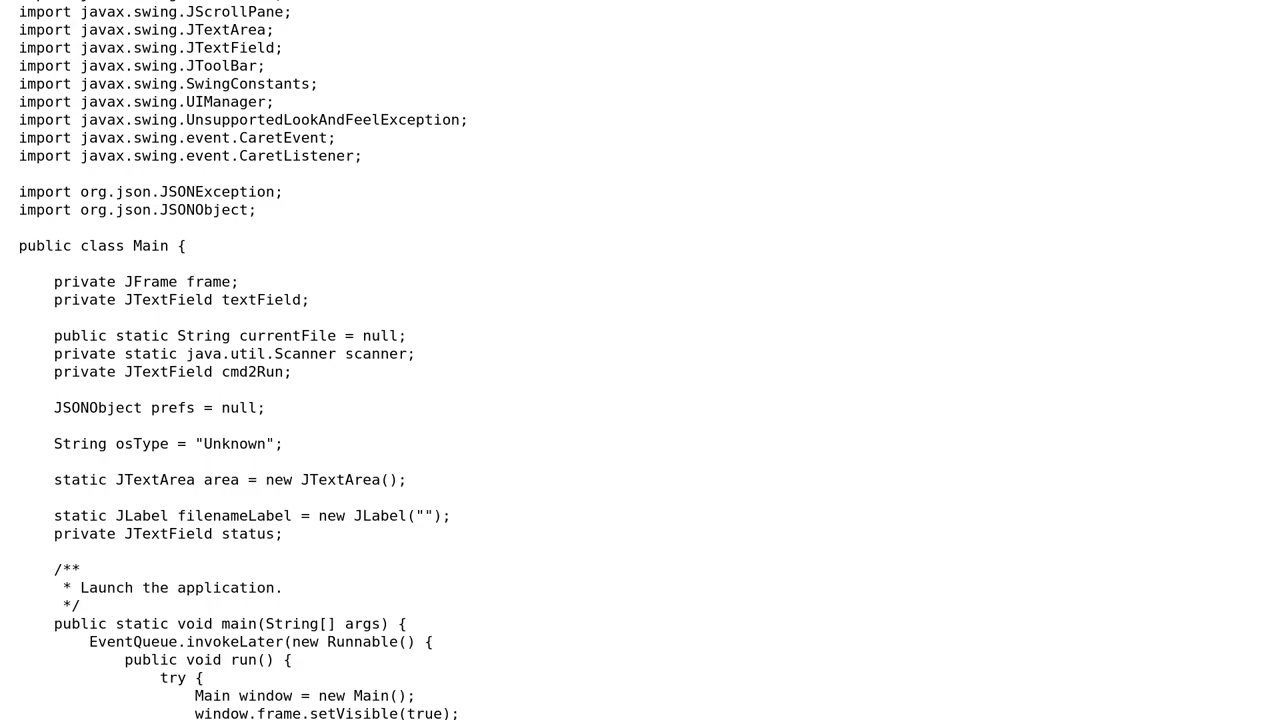 import javax.swing.JScrollPane;
import javax.swing.JTextArea;
import javax.swing.JTextField;
import javax.swing.JToolBar;
import javax.swing.SwingConstants;
import javax.swing.UIManager;
import javax.swing.UnsupportedLookAndFeelException;
import javax.swing.event.CaretEvent;
import javax.swing.event.CaretListener;

import org.json.JSONException;
import org.json.JSONObject;

public class Main {

    private JFrame frame;
    private JTextField textField;

    public static String currentFile = null;
    private static java.util.Scanner scanner;
    private JTextField cmd2Run;

    JSONObject prefs = null;

    String osType = "Unknown";

    static JTextArea area = new JTextArea();

    static JLabel filenameLabel = new JLabel("");
    private JTextField status;

    /**
     * Launch the application.
     */
    public static void main(String[] args) {
        EventQueue.invokeLater(new Runnable() {
            public void run() {
                try {
                    Main window = new Main();
                    window.frame.setVisible(true);